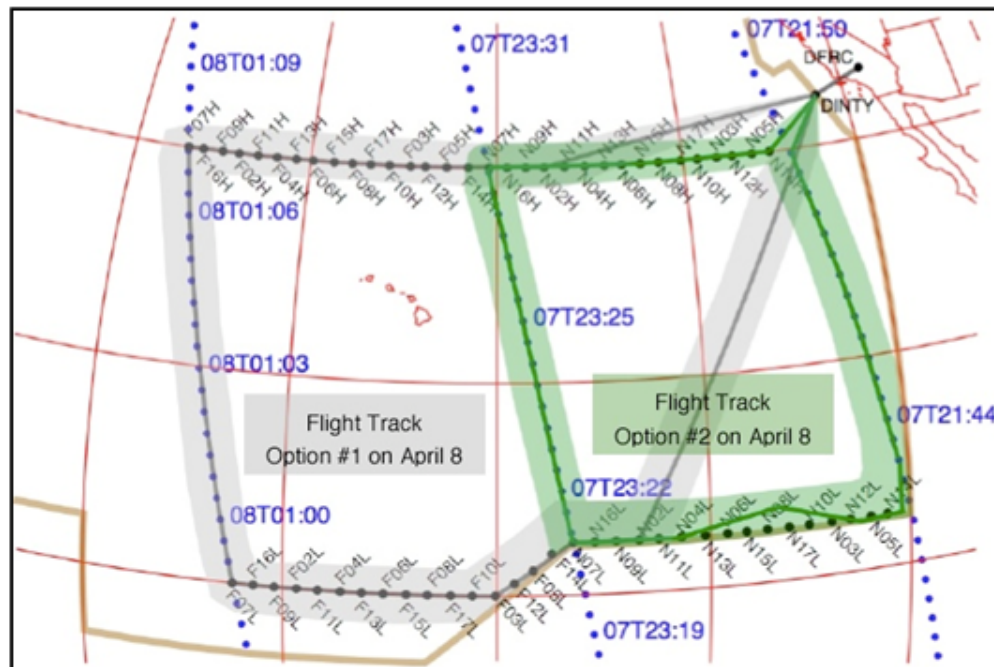 08T01:09
07T23:31
07T21:50
DFRC
DINTY
F07H
F09H
F11H
F13H
F15H
F17H
F03H
F05H
N07H
N09H
N11H
N13H
N15H
N17H
N03H
N05H
F16H
F02H
F04H
F06H
F08H
F10H
F12H
F14H
N16H
N02H
N04H
N06H
N08H
N10H
N12H
08T01:06
07T23:25
08T01:03
Flight Track
Option #1 on April 8
Flight Track
Option #2 on April 8
07T21:44
07T23:22
08T01:00
N16L
N02L
N04L
N06L
N08L
N10L
N12L
F16L
F02L
F04L
F06L
F08L
F10L
F14L
N07L
N09L
N11L
N13L
N15L
N17L
N03L
N05L
F07L
F09L
F11L
F13L
F15L
F17L
F03L
F12L
07T23:19